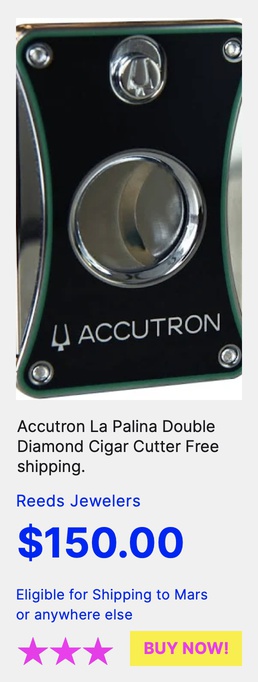 ACCUTRON
Accutron La Palina Double
Diamond Cigar Cutter Free
shipping.
Reeds Jewelers
$150.00
Eligible for Shipping to Mars
or anywhere else
BUY NOW!